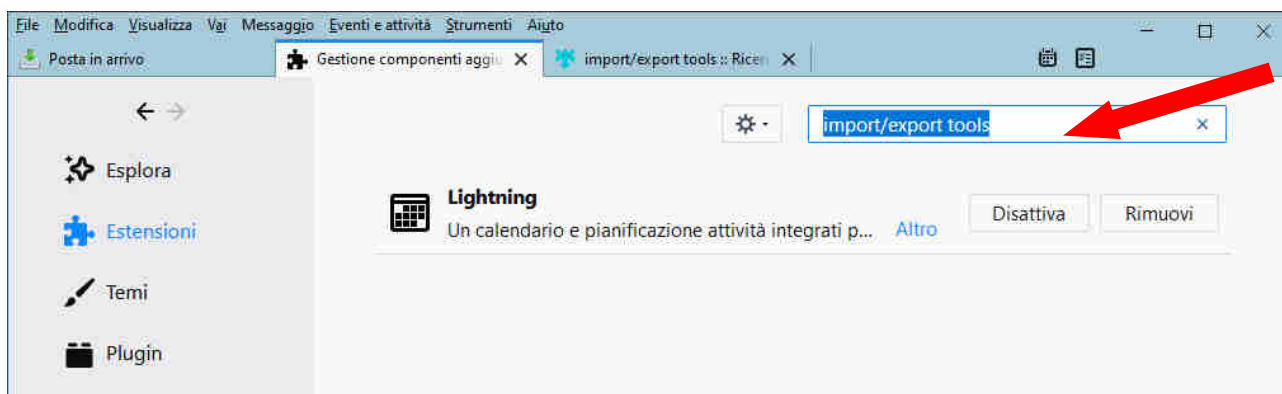 File Modifica Visualizza Vai Messaggio Eventi e attività Strumenti Aiuto
Posta in arrivo Gestione componenti aggiu import/export tools :: Ricer
import/export tools
Esplora
Lightning
Un calendario e pianificazione attività integrati p... Altro Disattiva Rimuovi
Estensioni
Temi
Plugin